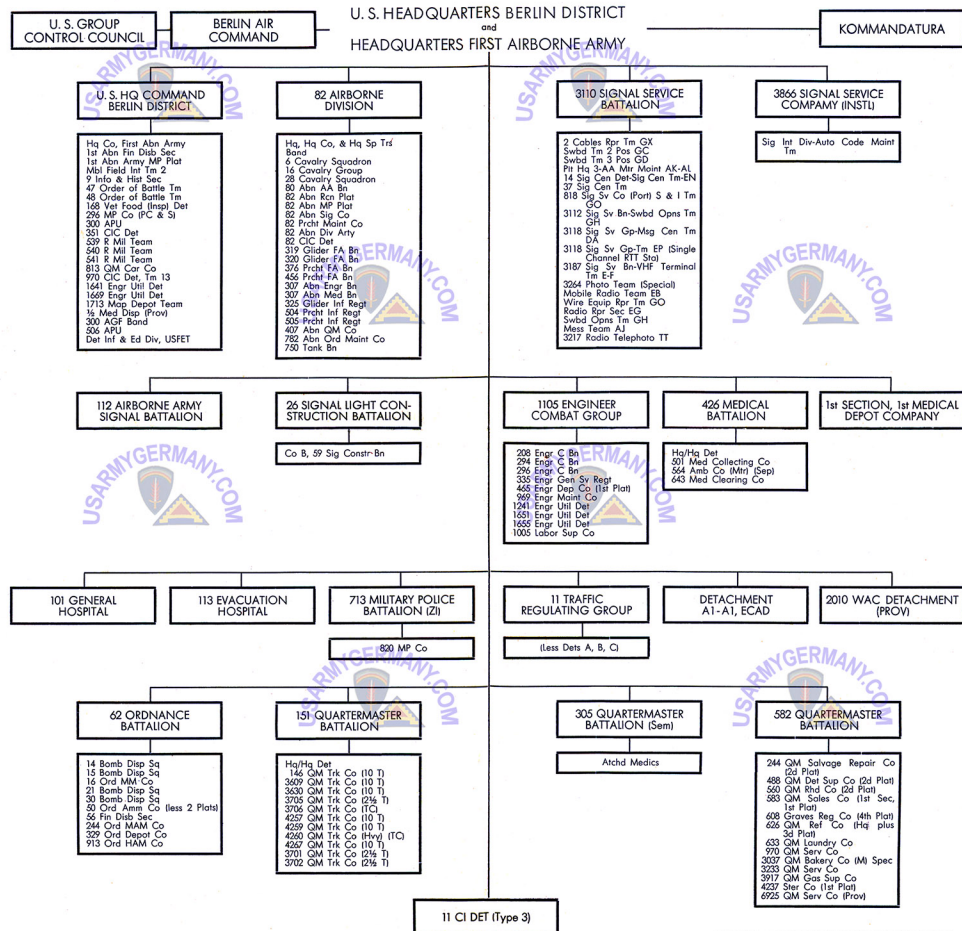 U. S. HEADQUARTERS BERLIN DISTRICT
and
HEADQUARTERS FIRST AIRBORNE ARMY
U. S. GROUP
CONTROL COUNCIL
BERLIN AIR
COMMAND
KOMMANDATURA
U. S. HQ COMMAND
BERLIN DISTRICT
Hq Co, First Abn Army
1st Abn Fin Disb Sec
1st Abn Army MP Plat
Mbl Field Int Tm 2
9 Info & Hist Sec
47 Order of Battle Tm
48 Order of Battle Tm
168 Vet Food (Insp) Det
296 MP Co (PC & S)
300 APU
351 CIC Det
539 R Mil Team
540 R Mil Team
541 R Mil Team
813 QM Car Co
970 CIC Det, Tm 13
1641 Engr Util Det
1669 Engr Util Det
1713 Map Depot Team
½ Med Disp (Prov)
300 AGF Band
506 APU
Det Inf & Ed Div, USFET
82 AIRBORNE
DIVISION
Hq, Hq Co, & Hq Sp Trs
Band
6 Cavalry Squadron
16 Cavalry Group
28 Cavalry Squadron
80 Abn AA Bn
82 Abn Rcn Plat
82 Abn MP Plat
82 Abn Sig Co
82 Prcht Maint Co
82 Abn Div Arty
82 CIC Det
319 Glider FA Bn
320 Glider FA Bn
376 Prcht FA Bn
456 Prcht FA Bn
307 Abn Engr Bn
307 Abn Med Bn
325 Glider Inf Regt
504 Prcht Inf Regt
505 Prcht Inf Regt
407 Abn QM Co
782 Abn Ord Maint Co
750 Tank Bn
3110 SIGNAL SERVICE
BATTALION
2 Cables Rpr Tm GX
Swbd Tm 2 Pos GC
Swbd Tm 3 Pos GD
Plt Hq 3-AA Mtr Moint AK-AL
14 Sig Cen Det-Sig Cen Tm-EN
37 Sig Cen Tm
818 Sig Sv Co (Port) S & I Tm
GO
3112 Sig Sv Bn-Swbd Opns Tm
GH
3118 Sig Sv Gp-Msg Cen Tm
DA
3118 Sig Sv Gp-Tm EP (Single
Channel RTT Sta)
3187 Sig Sv Bn-VHF Terminal
Tm E-F
3264 Photo Team (Special)
Mobile Radio Team EB
Wire Equip Rpr Tm GO
Radio Rpr Sec EG
Swbd Opns Tm GH
Mess Team AJ
3217 Radio Telephoto TT
3866 SIGNAL SERVICE
COMPANY (INSTL)
Sig Int Div-Auto Code Maint
Tm
112 AIRBORNE ARMY
SIGNAL BATTALION
26 SIGNAL LIGHT CON-
STRUCTION BATTALION
Co B, 59 Sig Constr-Bn
1105 ENGINEER
COMBAT GROUP
208 Engr C Bn
294 Engr C Bn
296 Engr C Bn
335 Engr Gen Sv Regt
465 Engr Dep Co (1st Plat)
969 Engr Maint Co
1241 Engr Util Det
1651 Engr Util Det
1655 Engr Util Det
1005 Labor Sup Co
426 MEDICAL
BATTALION
Hq/Hq Det
501 Med Collecting Co
564 Amb Co (Mtr) (Sep)
643 Med Clearing Co
1st SECTION, 1st MEDICAL
DEPOT COMPANY
101 GENERAL
HOSPITAL
113 EVACUATION
HOSPITAL
713 MILITARY POLICE
BATTALION (ZI)
820 MP Co
11 TRAFFIC
REGULATING GROUP
(Less Dets A, B, C)
DETACHMENT
A1-A1, ECAD
2010 WAC DETACHMENT
(PROV)
62 ORDNANCE
BATTALION
14 Bomb Disp Sq
15 Bomb Disp Sq
16 Ord MM Co
21 Bomb Disp Sq
30 Bomb Disp Sq
50 Ord Amm Co (less 2 Plats)
56 Fin Disb Sec
244 Ord MAM Co
329 Ord Depot Co
913 Ord HAM Co
151 QUARTERMASTER
BATTALION
Hq/Hq Det
146 QM Trk Co (10 T)
3609 QM Trk Co (10 T)
3630 QM Trk Co (10 T)
3705 QM Trk Co (2½ T)
3706 QM Trk Co (TC)
4257 QM Trk Co (10 T)
4259 QM Trk Co (10 T)
4260 QM Trk Co (Hvy) (TC)
4267 QM Trk Co (10 T)
3701 QM Trk Co (2½ T)
3702 QM Trk Co (2½ T)
305 QUARTERMASTER
BATTALION (Sem)
Atchd Medics
582 QUARTERMASTER
BATTALION
244 QM Salvage Repair Co
(2d Plat)
488 QM Det Sup Co (2d Plat)
560 QM Rhd Co (2d Plat)
583 QM Sales Co (1st Sec,
1st Plat)
608 Graves Reg Co (4th Plat)
626 QM Ref Co (Hq plus
3d Plat)
633 QM Laundry Co
970 QM Serv Co
3037 QM Bakery Co (M) Spec
3233 QM Serv Co
3917 QM Gas Sup Co
4237 Ster Co (1st Plat)
6925 QM Serv Co (Prov)
11 CI DET (Type 3)
USARMYGERMANY.COM
USARMYGERMANY.COM
USARMYGERMANY.COM
USARMYGERMANY.COM
USARMYGERMANY.COM
USARMYGERMANY.COM
USARMYGERMANY.COM
USARMYGERMANY.COM